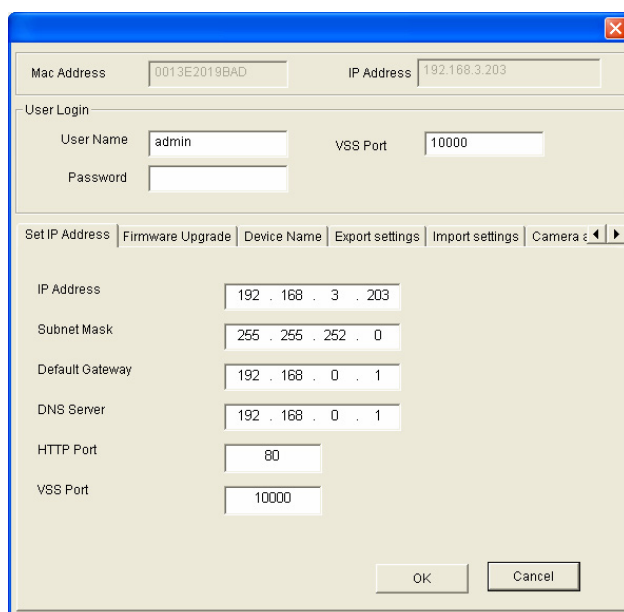 Mac Address 0013E2019BAD IP Address 192.168.3.203
User Login
User Name admin VSS Port 10000
Password
Set IP Address Firmware Upgrade Device Name Export settings Import settings Camera
IP Address 192 . 168 . 3 . 203
Subnet Mask 255 . 255 . 252 . 0
Default Gateway 192 . 168 . 0 . 1
DNS Server 192 . 168 . 0 . 1
HTTP Port 80
VSS Port 10000
OK Cancel